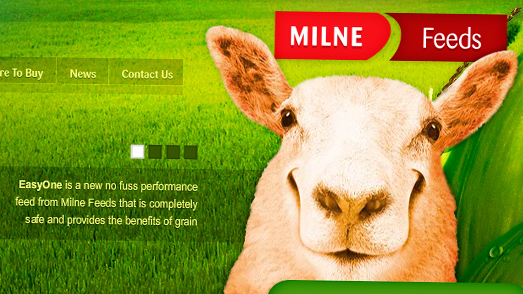 MILNE Feeds
re To Buy News Contact Us
EasyOne is a new no fuss performance
feed from Milne Feeds that is completely
safe and provides the benefits of grain